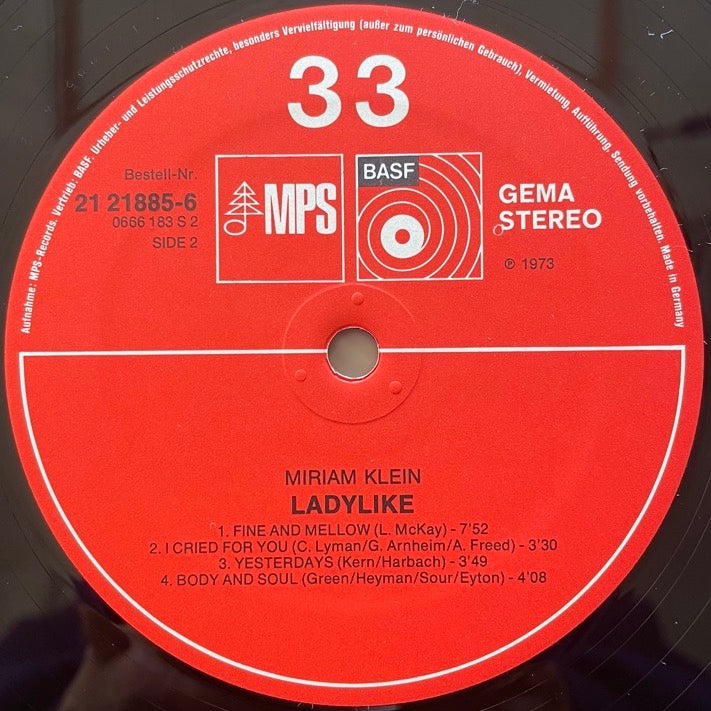 Aufnahme: MPS-Records. Vertrieb: BASF. Urheber- und Leistungsschutzrechte, besonders Vervielfältigung (außer zum persönlichen Gebrauch), Vermietung, Aufführung, Sendung vorbehalten. Made in Germany
33
Bestell-Nr.
21 21885-6
0666 183 S 2
SIDE 2
MPS
BASF
GEMA
STEREO
℗ 1973
MIRIAM KLEIN
LADYLIKE
1. FINE AND MELLOW (L. McKay) - 7'52
2. I CRIED FOR YOU (C. Lyman/G. Arnheim/A. Freed) - 3'30
3. YESTERDAYS (Kern/Harbach) - 3'49
4. BODY AND SOUL (Green/Heyman/Sour/Eyton) - 4'08